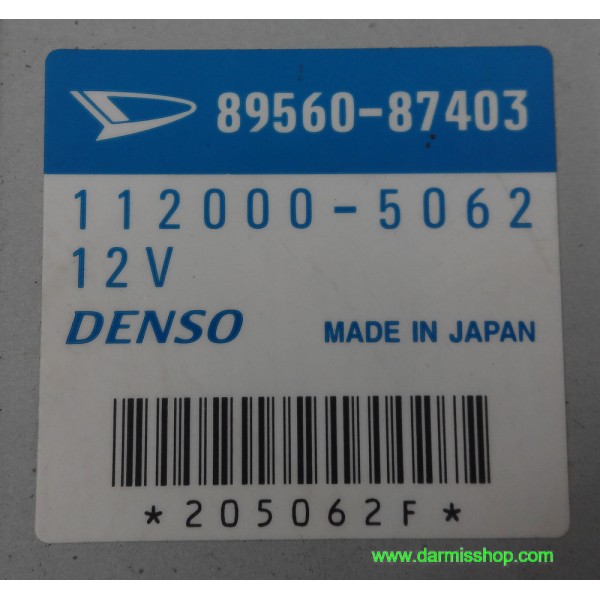 89560-87403
112000-5062
12V
DENSO MADE IN JAPAN
*205062F*
www.darmisshop.com